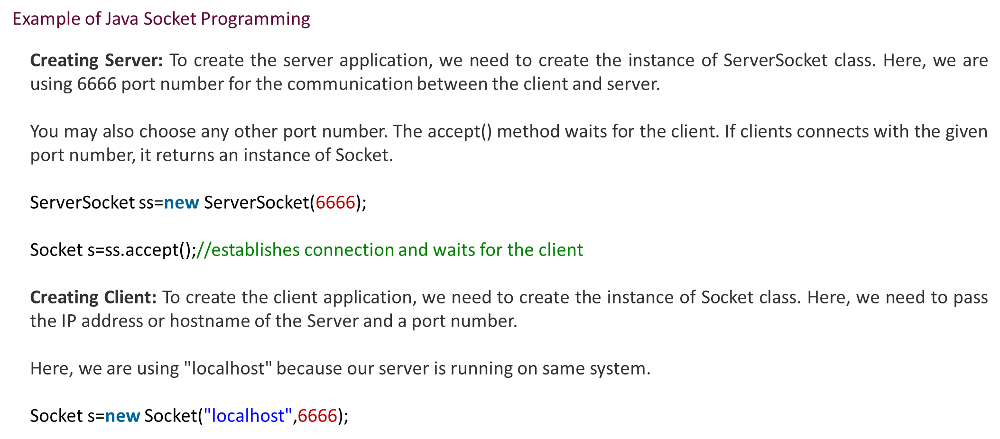 Example of Java Socket Programming
Creating Server: To create the server application, we need to create the instance of ServerSocket class. Here, we are
using 6666 port number for the communication between the client and server.
You may also choose any other port number. The accept() method waits for the client. If clients connects with the given
port number, it returns an instance of Socket.
ServerSocket ss=new ServerSocket(6666);
Socket s=ss.accept();//establishes connection and waits for the client
Creating Client: To create the client application, we need to create the instance of Socket class. Here, we need to pass
the IP address or hostname of the Server and a port number.
Here, we are using "localhost" because our server is running on same system.
Socket s=new Socket("localhost",6666);